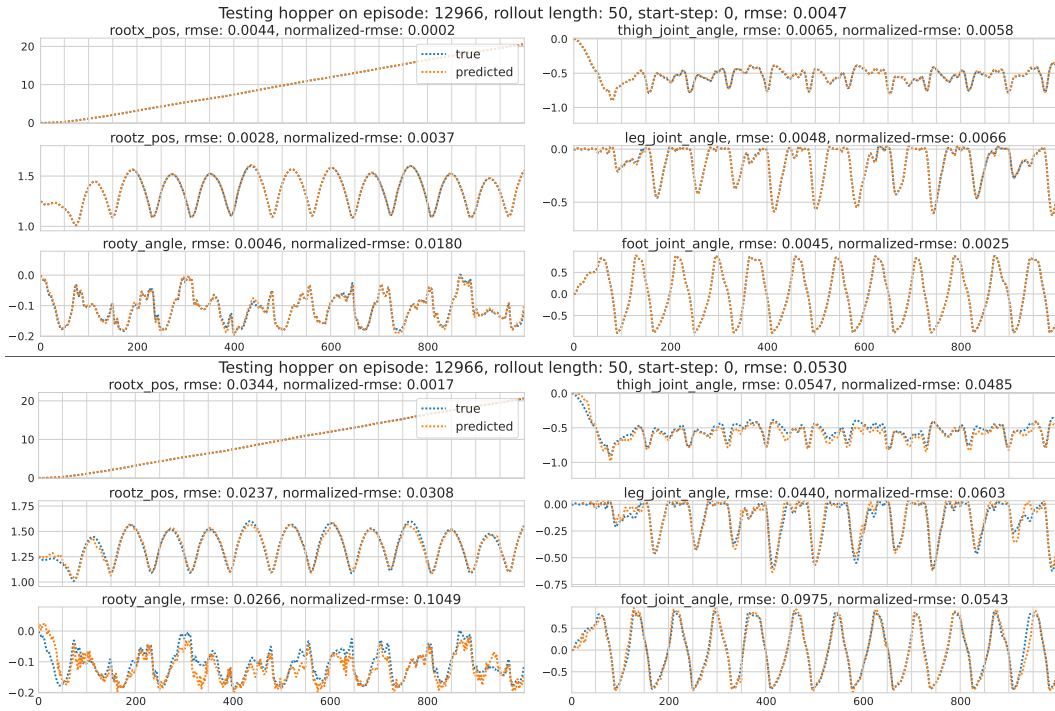 Testing hopper on episode: 12966, rollout length: 50, start-step: 0, rmse: 0.0047
rootx_pos, rmse: 0.0044, normalized-rmse: 0.0002
20
10
0
true
predicted
thigh_joint_angle, rmse: 0.0065, normalized-rmse: 0.0058
0.0
−0.5
−1.0
rootz_pos, rmse: 0.0028, normalized-rmse: 0.0037
1.5
1.0
leg_joint_angle, rmse: 0.0048, normalized-rmse: 0.0066
0.0
−0.5
rooty_angle, rmse: 0.0046, normalized-rmse: 0.0180
0.0
−0.1
−0.2
0 200 400 600 800
foot_joint_angle, rmse: 0.0045, normalized-rmse: 0.0025
0.5
0.0
−0.5
0 200 400 600 800
Testing hopper on episode: 12966, rollout length: 50, start-step: 0, rmse: 0.0530
rootx_pos, rmse: 0.0344, normalized-rmse: 0.0017
20
10
0
true
predicted
thigh_joint_angle, rmse: 0.0547, normalized-rmse: 0.0485
0.0
−0.5
−1.0
rootz_pos, rmse: 0.0237, normalized-rmse: 0.0308
1.75
1.50
1.25
1.00
leg_joint_angle, rmse: 0.0440, normalized-rmse: 0.0603
0.00
−0.25
−0.50
−0.75
rooty_angle, rmse: 0.0266, normalized-rmse: 0.1049
0.0
−0.1
−0.2
0 200 400 600 800
foot_joint_angle, rmse: 0.0975, normalized-rmse: 0.0543
0.5
0.0
−0.5
0 200 400 600 800